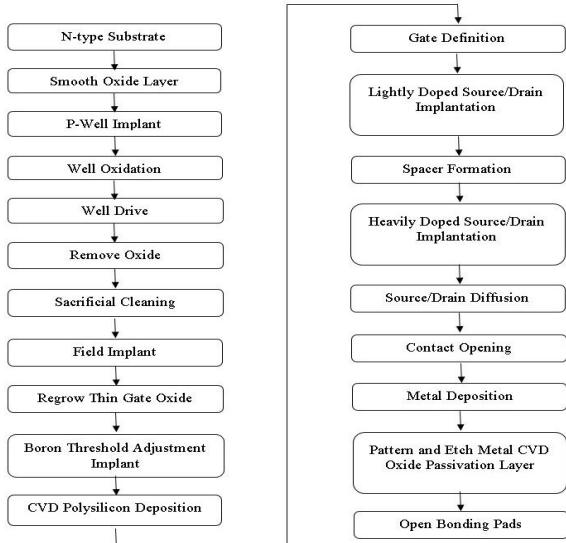 N-type Substrate
Smooth Oxide Layer
P-Well Implant
Well Oxidation
Well Drive
Remove Oxide
Sacrificial Cleaning
Field Implant
Regrow Thin Gate Oxide
Boron Threshold Adjustment
Implant
CVD Polysilicon Deposition
Gate Definition
Lightly Doped Source/Drain
Implantation
Spacer Formation
Heavily Doped Source/Drain
Implantation
Source/Drain Diffusion
Contact Opening
Metal Deposition
Pattern and Etch Metal CVD
Oxide Passivation Layer
Open Bonding Pads